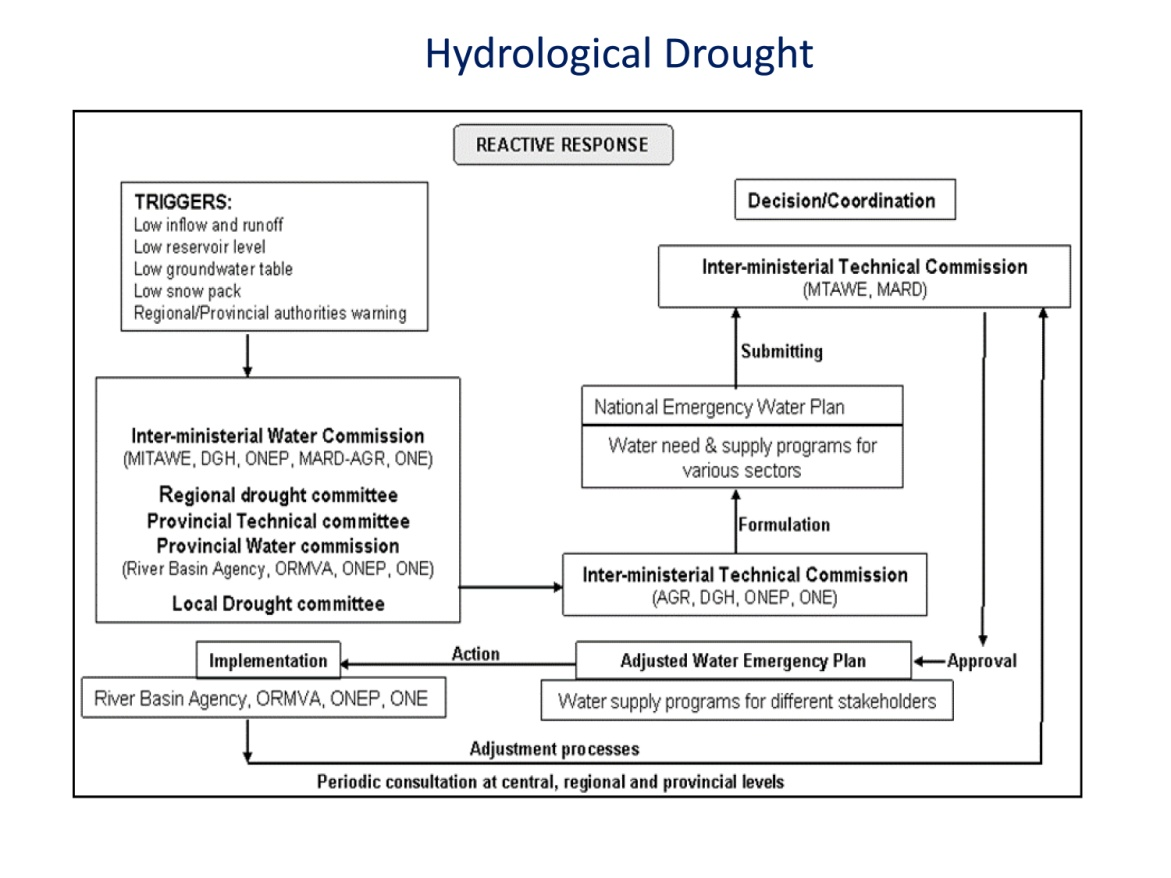 Hydrological Drought
REACTIVE RESPONSE
TRIGGERS:
Low inflow and runoff
Low reservoir level
Low groundwater table
Low snow pack
Regional/Provincial authorities warning
Decision/Coordination
Inter-ministerial Technical Commission
(MTAWE, MARD)
Submitting
National Emergency Water Plan
Water need & supply programs for
various sectors
Formulation
Inter-ministerial Water Commission
(MITAWE, DGH, ONEP, MARD-AGR, ONE)
Regional drought committee
Provincial Technical committee
Provincial Water commission
(River Basin Agency, ORMVA, ONEP, ONE)
Local Drought committee
Inter-ministerial Technical Commission
(AGR, DGH, ONEP, ONE)
Implementation
River Basin Agency, ORMVA, ONEP, ONE
Action
Adjusted Water Emergency Plan
Water supply programs for different stakeholders
Approval
Adjustment processes
Periodic consultation at central, regional and provincial levels